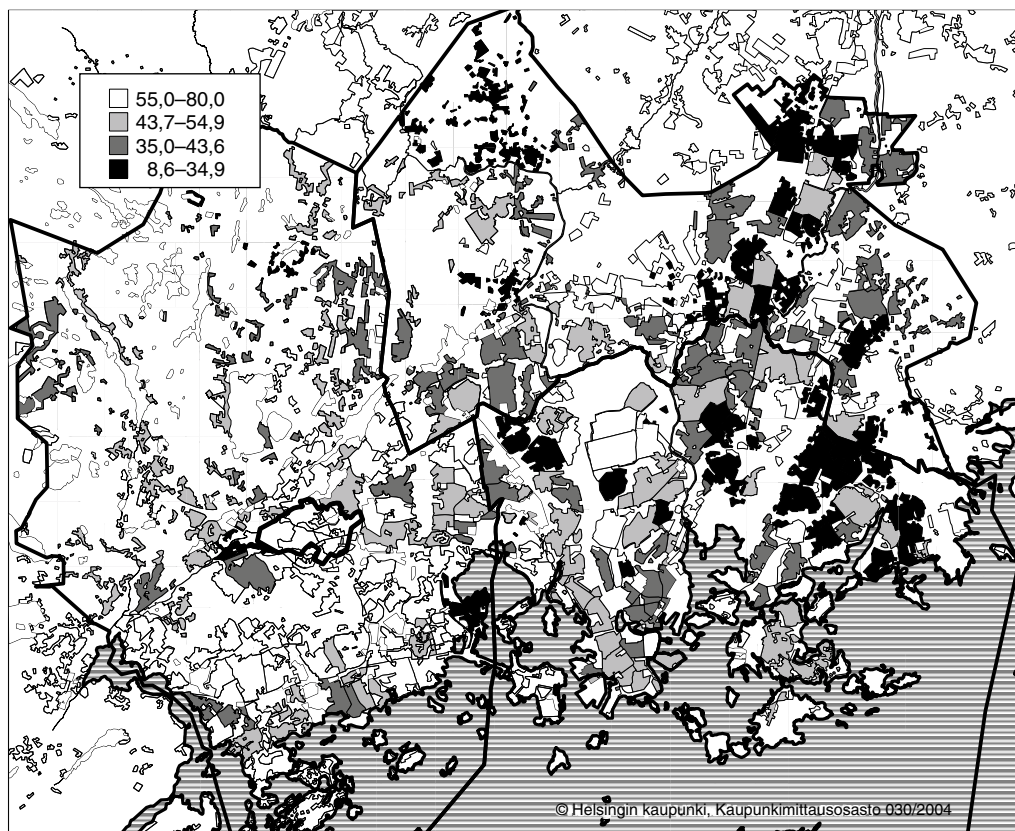 55,0–80,0
43,7–54,9
35,0–43,6
8,6–34,9
© Helsingin kaupunki, Kaupunkimittausosasto 030/2004